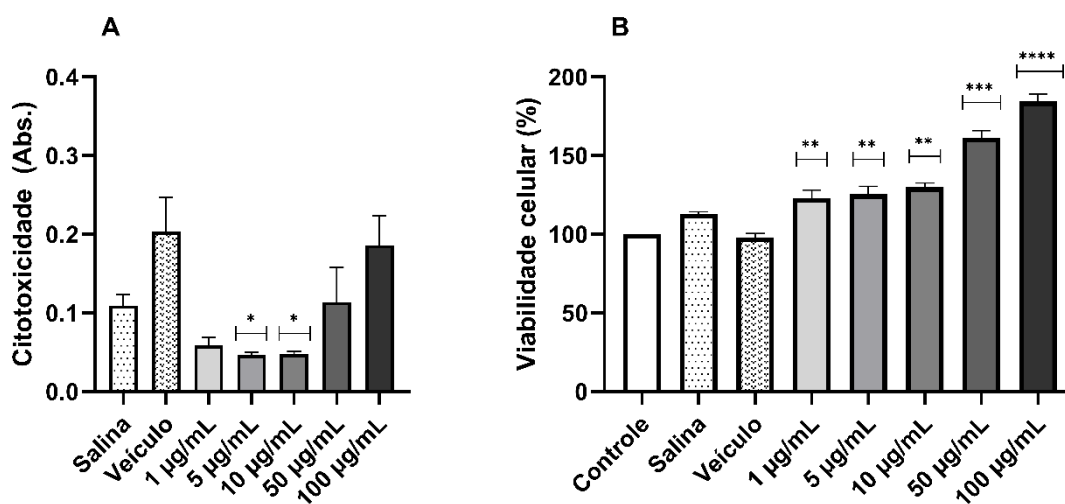 A
Citotoxicidade (Abs.)
0.4
0.3
0.2
0.1
0.0
* *
Salina
Veículo
1 µg/mL
5 µg/mL
10 µg/mL
50 µg/mL
100 µg/mL
B
Viabilidade celular (%)
200
150
100
50
0
** ** ** *** ****
Controle
Salina
Veículo
1 µg/mL
5 µg/mL
10 µg/mL
50 µg/mL
100 µg/mL